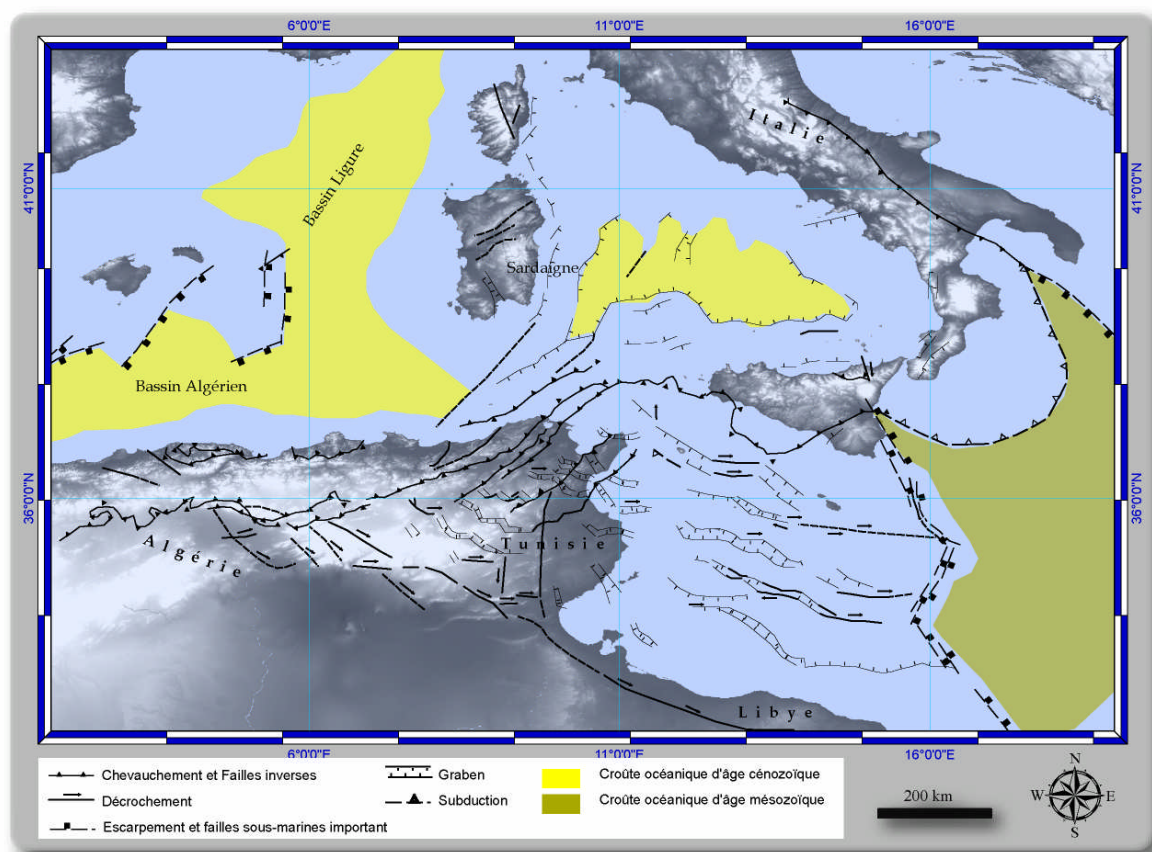 6°0'0"E 11°0'0"E 16°0'0"E
41°0'0"N
41°0'0"N
36°0'0"N
36°0'0"N
Italie
Bassin Ligure
Sardaigne
Bassin Algérien
Algérie
Tunisie
Libye
6°0'0"E 11°0'0"E 16°0'0"E
Chevauchement et Failles inverses
Décrochement
Escarpement et failles sous-marines important
Graben
Subduction
Croûte océanique d'âge cénozoïque
Croûte océanique d'âge mésozoïque
200 km
N
W E
S